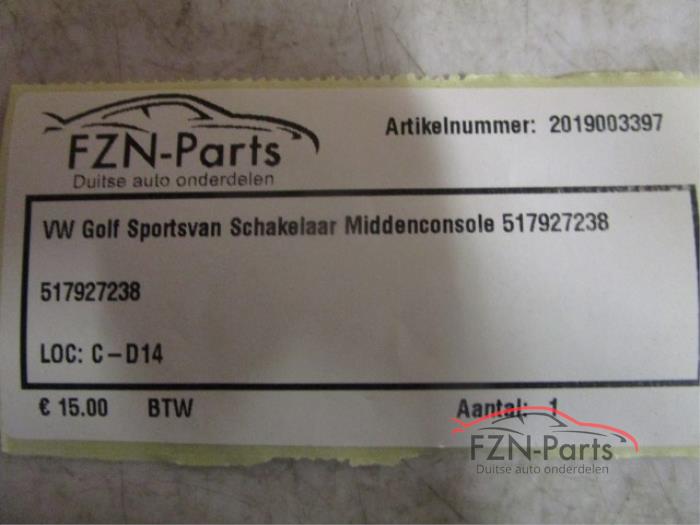 FZN-Parts
Duitse auto onderdelen
Artikelnummer: 2019003397
VW Golf Sportsvan Schakelaar Middenconsole 517927238
517927238
LOC: C-D14
€ 15.00 BTW Aantal: 1
FZN-Parts
Duitse auto onderdelen